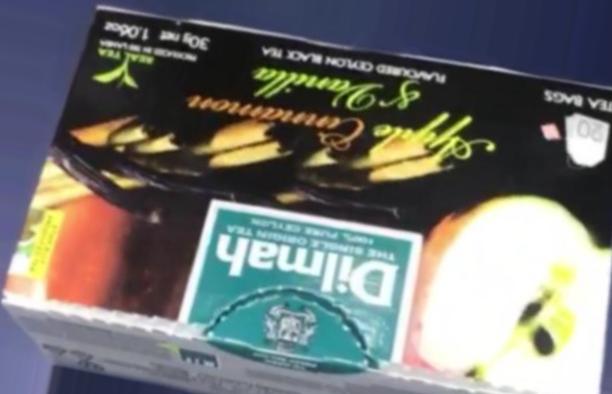 Dilmah
THE SINGLE ORIGIN TEA
100% PURE CEYLON
20
TEA BAGS
Apple Cinnamon
& Vanilla
FLAVOURED CEYLON BLACK TEA
REAL TEA
PRODUCED IN SRI LANKA
30g net 1.06oz